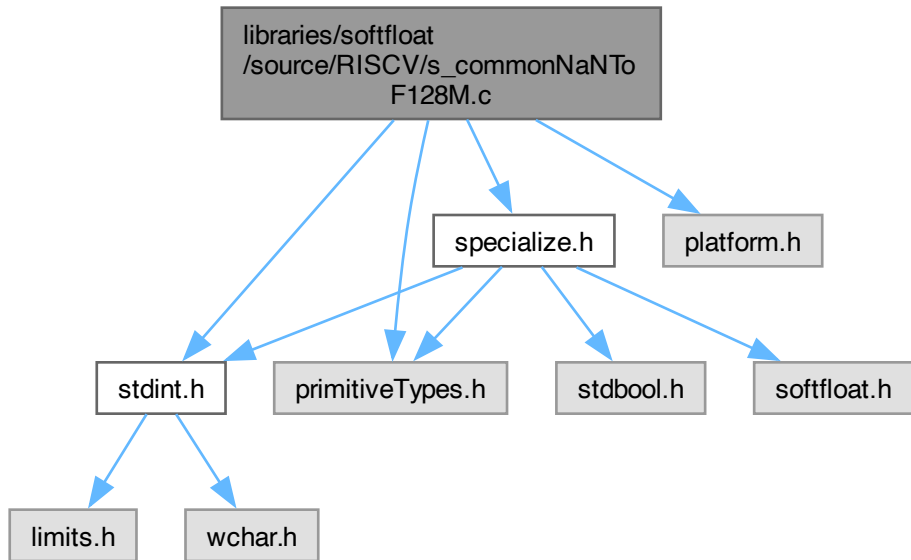 libraries/softfloat
/source/RISCV/s_commonNaNTo
F128M.c
specialize.h
platform.h
stdint.h
primitiveTypes.h
stdbool.h
softfloat.h
limits.h
wchar.h